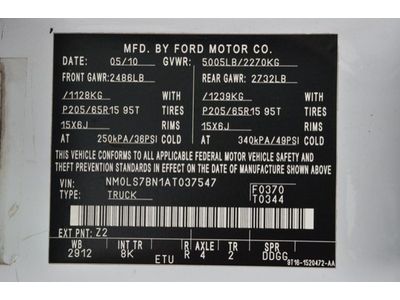 MFD. BY FORD MOTOR CO.
DATE: 05/10 GVWR: 5005LB/2270KG
FRONT GAWR: 2486LB REAR GAWR: 2732LB
/1128KG WITH /1239KG WITH
P205/65R15 95T TIRES P205/65R15 95T TIRES
15X6J RIMS 15X6J RIMS
AT 250kPA/36PSI COLD AT 340kPA/49PSI COLD
THIS VEHICLE CONFORMS TO ALL APPLICABLE FEDERAL MOTOR VEHICLE SAFETY AND
THEFT PREVENTION STANDARDS IN EFFECT ON THE DATE OF MANUFACTURE SHOWN ABOVE
VIN: NM0LS7BN1AT037547 F0370
TYPE: TRUCK T0344
EXT PNT: Z2
WB INT TR R AXLE TR SPR
2912 8K R 4 2 DDGG
ETU 9T16-1520472-AA